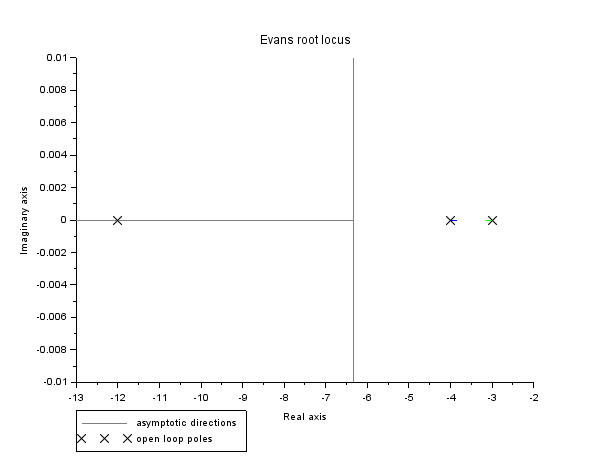 Evans root locus
0.01
0.008
0.006
0.004
0.002
0
-0.002
-0.004
-0.006
-0.008
-0.01
Imaginary axis
-13 -12 -11 -10 -9 -8 -7 -6 -5 -4 -3 -2
Real axis
asymptotic directions
open loop poles